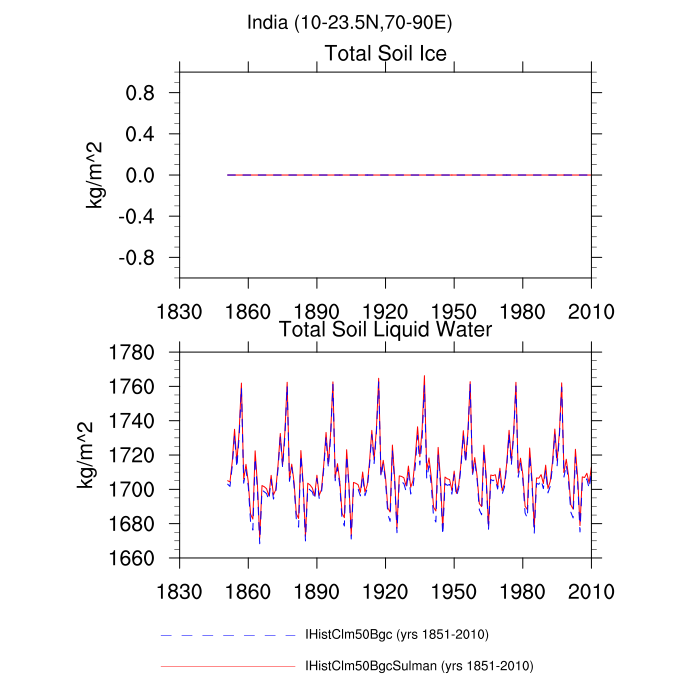 India (10-23.5N,70-90E)
Total Soil Ice
kg/m^2
0.8
0.4
0.0
-0.4
-0.8
1830 1860 1890 1920 1950 1980 2010
Total Soil Liquid Water
kg/m^2
1780
1760
1740
1720
1700
1680
1660
1830 1860 1890 1920 1950 1980 2010
IHistClm50Bgc (yrs 1851-2010)
IHistClm50BgcSulman (yrs 1851-2010)